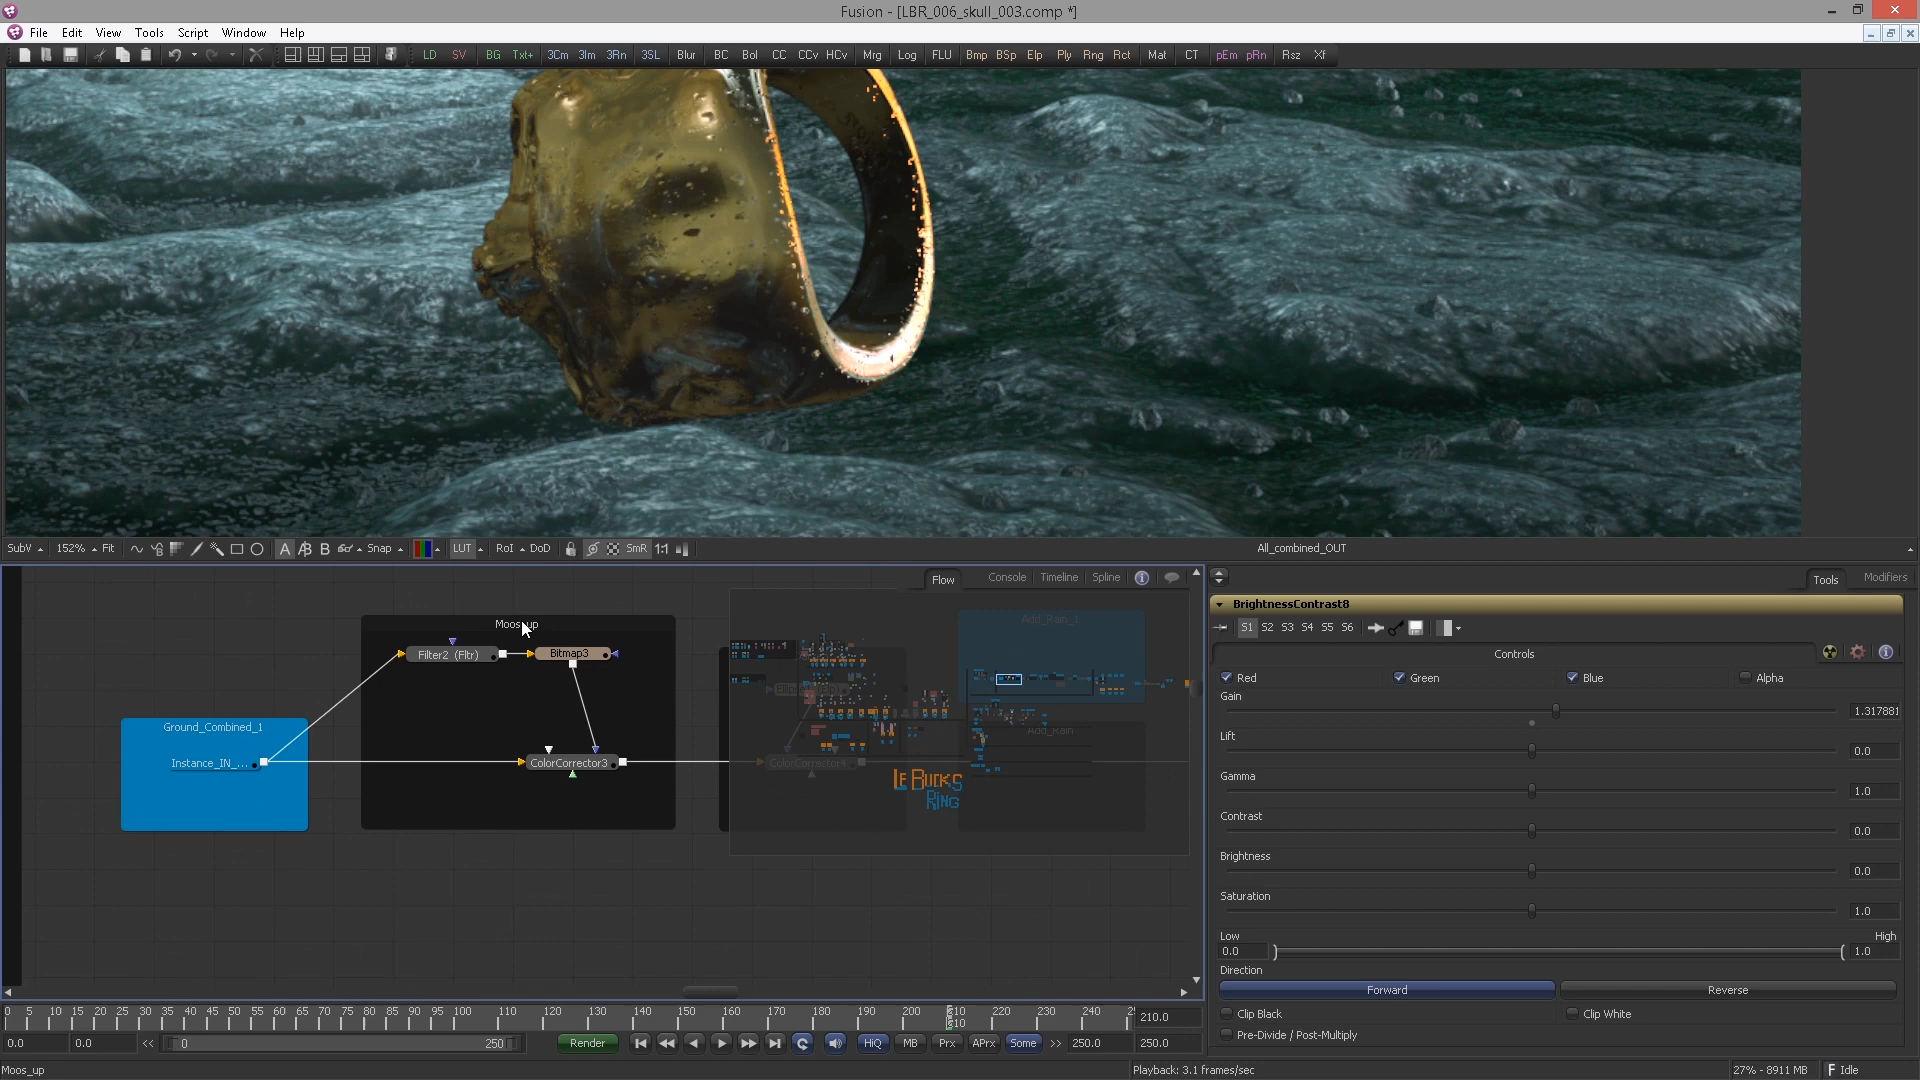 Fusion - [LBR_006_skull_003.comp *]
File Edit View Tools Script Window Help
LD SV BG Txt+ 3Cm 3Im 3Rn 3SL Blur BC Bol CC CCv HCv Mrg Log FLU Bmp BSp Elp Ply Rng Rct Mat CT pEm pRn Rsz Xf
SubV 152% Fit A B Snap LUT RoI DoD SmR 1:1 All_combined_OUT
Flow Console Timeline Spline
Tools Modifiers
BrightnessContrast8
S1 S2 S3 S4 S5 S6
Controls
Red Green Blue Alpha
Gain
1.317881
Lift
0.0
Gamma
1.0
Contrast
0.0
Brightness
0.0
Saturation
1.0
Low High
0.0 1.0
Direction
Forward Reverse
Clip Black Clip White
Pre-Divide / Post-Multiply
Moos_up
Filter2 (Fltr) Bitmap3
Ground_Combined_1
Instance_IN_...
ColorCorrector3
Add_Rain_1
Add_Rain
ColorCorrector4
Le Bucks
Ring
0 5 10 15 20 25 30 35 40 45 50 55 60 65 70 75 80 85 90 95 100 110 120 130 140 150 160 170 180 190 200 210 220 230 240
210 210.0
0.0 0.0 << 0 250 Render HiQ MB Prx APrx Some >> 250.0 250.0
Moos_up Playback: 3.1 frames/sec 27% - 8911 MB Idle